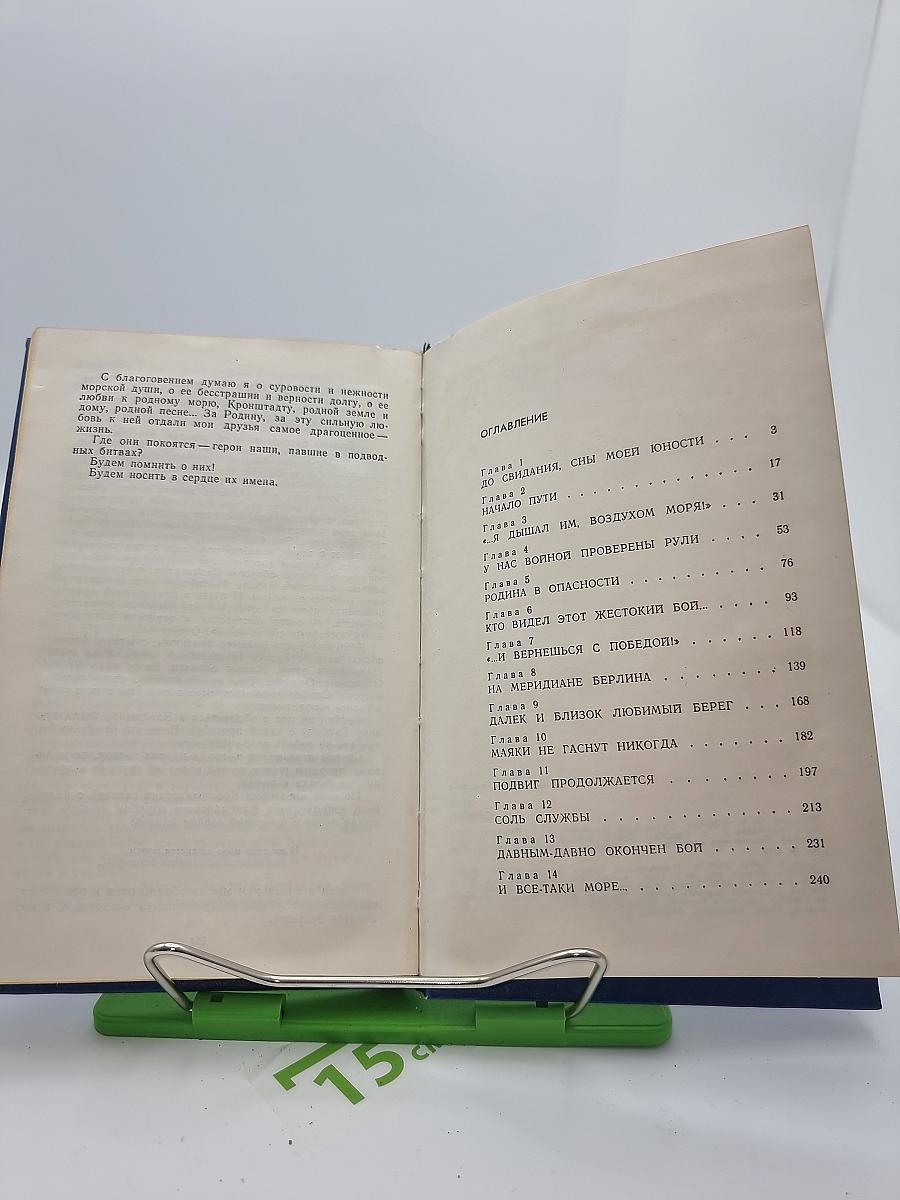 С благоговением думаю я о суровости и нежности
морской души, о ее бесстрашии и верности долгу, о ее
любви к родному морю, Кронштадту, родной земле и
дому, родной песне... За Родину, за эту сильную лю-
бовь к ней отдали мои друзья самое драгоценное —
жизнь.
Где они покоятся — герои наши, павшие в подвод-
ных битвах?
Будем помнить о них!
Будем носить в сердце их имена.
ОГЛАВЛЕНИЕ
Глава 1
ДО СВИДАНИЯ, СНЫ МОЕЙ ЮНОСТИ . . . 3
Глава 2
НАЧАЛО ПУТИ . . . . . . . . . . . . . 17
Глава 3
«...Я ДЫШАЛ ИМ, ВОЗДУХОМ МОРЯ!» . . . 31
Глава 4
У НАС ВОЙНОЙ ПРОВЕРЕНЫ РУЛИ . . . . 53
Глава 5
РОДИНА В ОПАСНОСТИ . . . . . . . . . . 76
Глава 6
КТО ВИДЕЛ ЭТОТ ЖЕСТОКИЙ БОЙ... . . . . 93
Глава 7
«...И ВЕРНЕШЬСЯ С ПОБЕДОЙ!» . . . . . . 118
Глава 8
НА МЕРИДИАНЕ БЕРЛИНА . . . . . . . . 139
Глава 9
ДАЛЕК И БЛИЗОК ЛЮБИМЫЙ БЕРЕГ . . . 168
Глава 10
МАЯКИ НЕ ГАСНУТ НИКОГДА . . . . . . . 182
Глава 11
ПОДВИГ ПРОДОЛЖАЕТСЯ . . . . . . . . 197
Глава 12
СОЛЬ СЛУЖБЫ . . . . . . . . . . . . . 213
Глава 13
ДАВНЫМ-ДАВНО ОКОНЧЕН БОЙ . . . . . . 231
Глава 14
И ВСЕ-ТАКИ МОРЕ... . . . . . . . . . . . 240
15